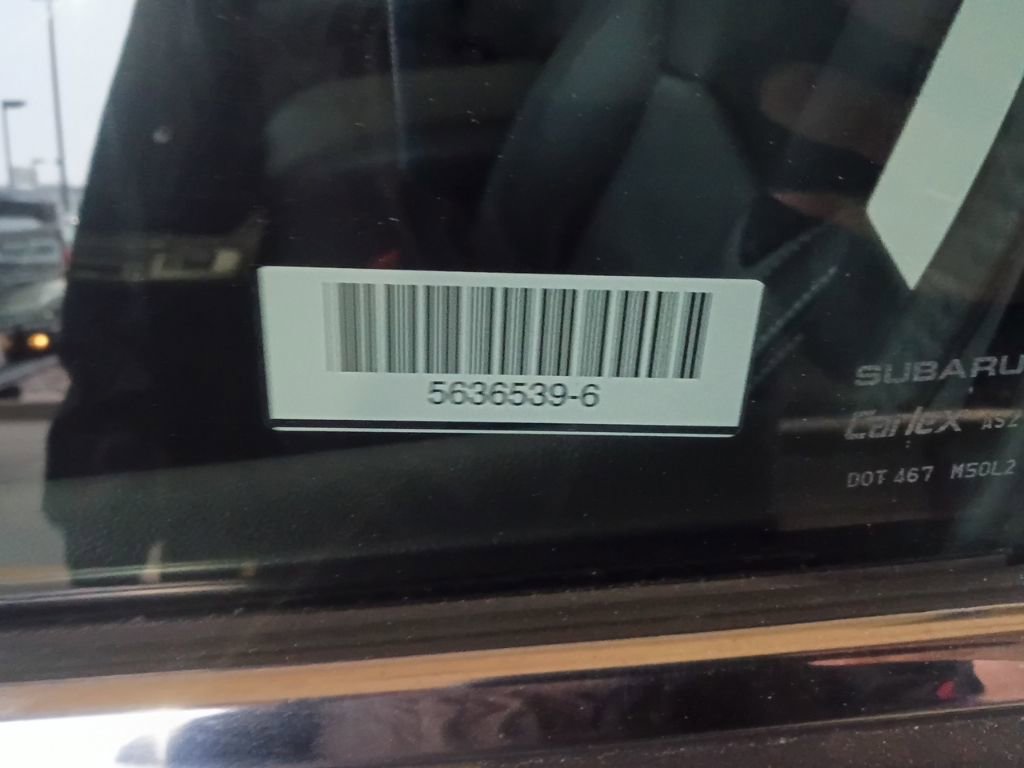 5636539-6
SUBARU
Carlex AS2
DOT 467 M50L2